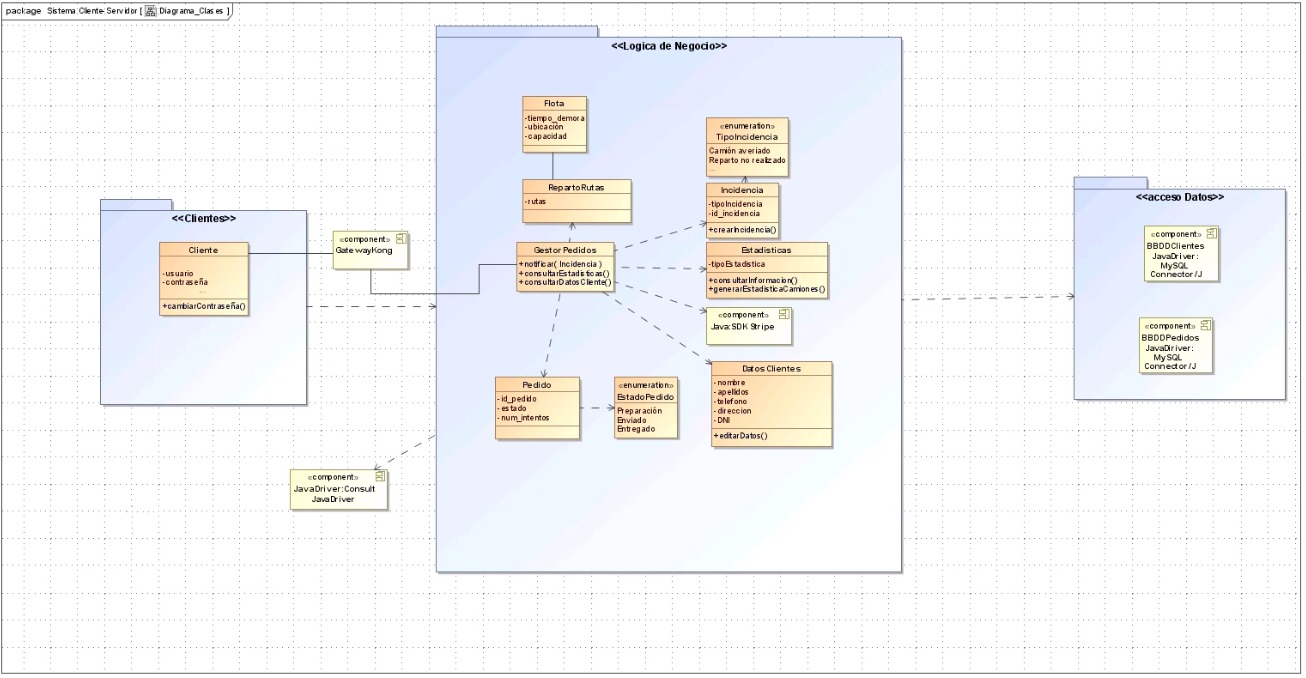 package Sistema Cliente-Servidor [ Diagrama_Clases ]
<<Clientes>>
Cliente
-usuario
-contraseña
...
+cambiarContraseña()
«component»
GatewayKong
«component»
JavaDriver:Consult
JavaDriver
<<Logica de Negocio>>
Flota
-tiempo_demora
-ubicación
-capacidad
RepartoRutas
-rutas
Gestor Pedidos
+notificar( Incidencia )
+consultarEstadisticas()
+consultarDatosCliente()
Pedido
-id_pedido
-estado
-num_intentos
«enumeration»
EstadoPedido
Preparación
Enviado
Entregado
«enumeration»
TipoIncidencia
Camión averiado
Reparto no realizado
...
Incidencia
-tipoIncidencia
-id_incidencia
+crearIncidencia()
Estadisticas
-tipoEstadistica
+consultarInformacion()
+generarEstadisticaCamiones()
«component»
Java:SDK Stripe
Datos Clientes
-nombre
-apellidos
-telefono
-direccion
-DNI
+editarDatos()
<<acceso Datos>>
«component»
BBDDClientes
JavaDiriver:
MySQL
Connector/J
«component»
BBDDPedidos
JavaDiriver:
MySQL
Connector/J